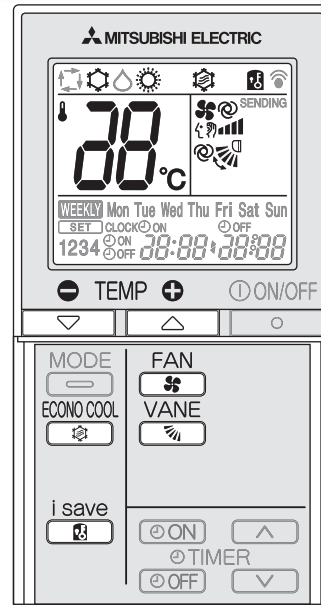 MITSUBISHI ELECTRIC
SENDING
88°C
WEEKLY Mon Tue Wed Thu Fri Sat Sun
SET CLOCK ON OFF
1234 ON OFF 88:88 88:88
TEMP ON/OFF
MODE FAN
ECONO COOL VANE
i save
ON
TIMER
OFF